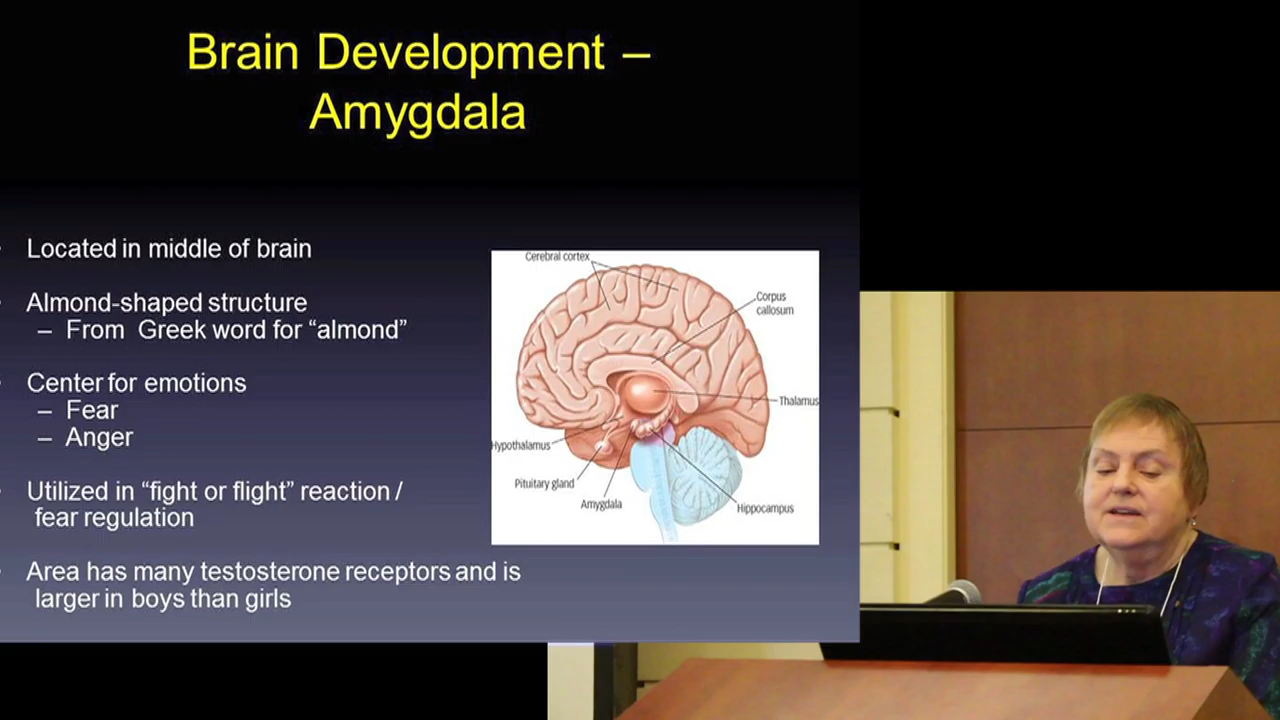 Brain Development –
Amygdala
Located in middle of brain
Almond-shaped structure
– From Greek word for “almond”
Center for emotions
– Fear
– Anger
Utilized in “fight or flight” reaction /
fear regulation
Area has many testosterone receptors and is
larger in boys than girls
Cerebral cortex
Corpus
callosum
Thalamus
Hypothalamus
Pituitary gland
Amygdala
Hippocampus